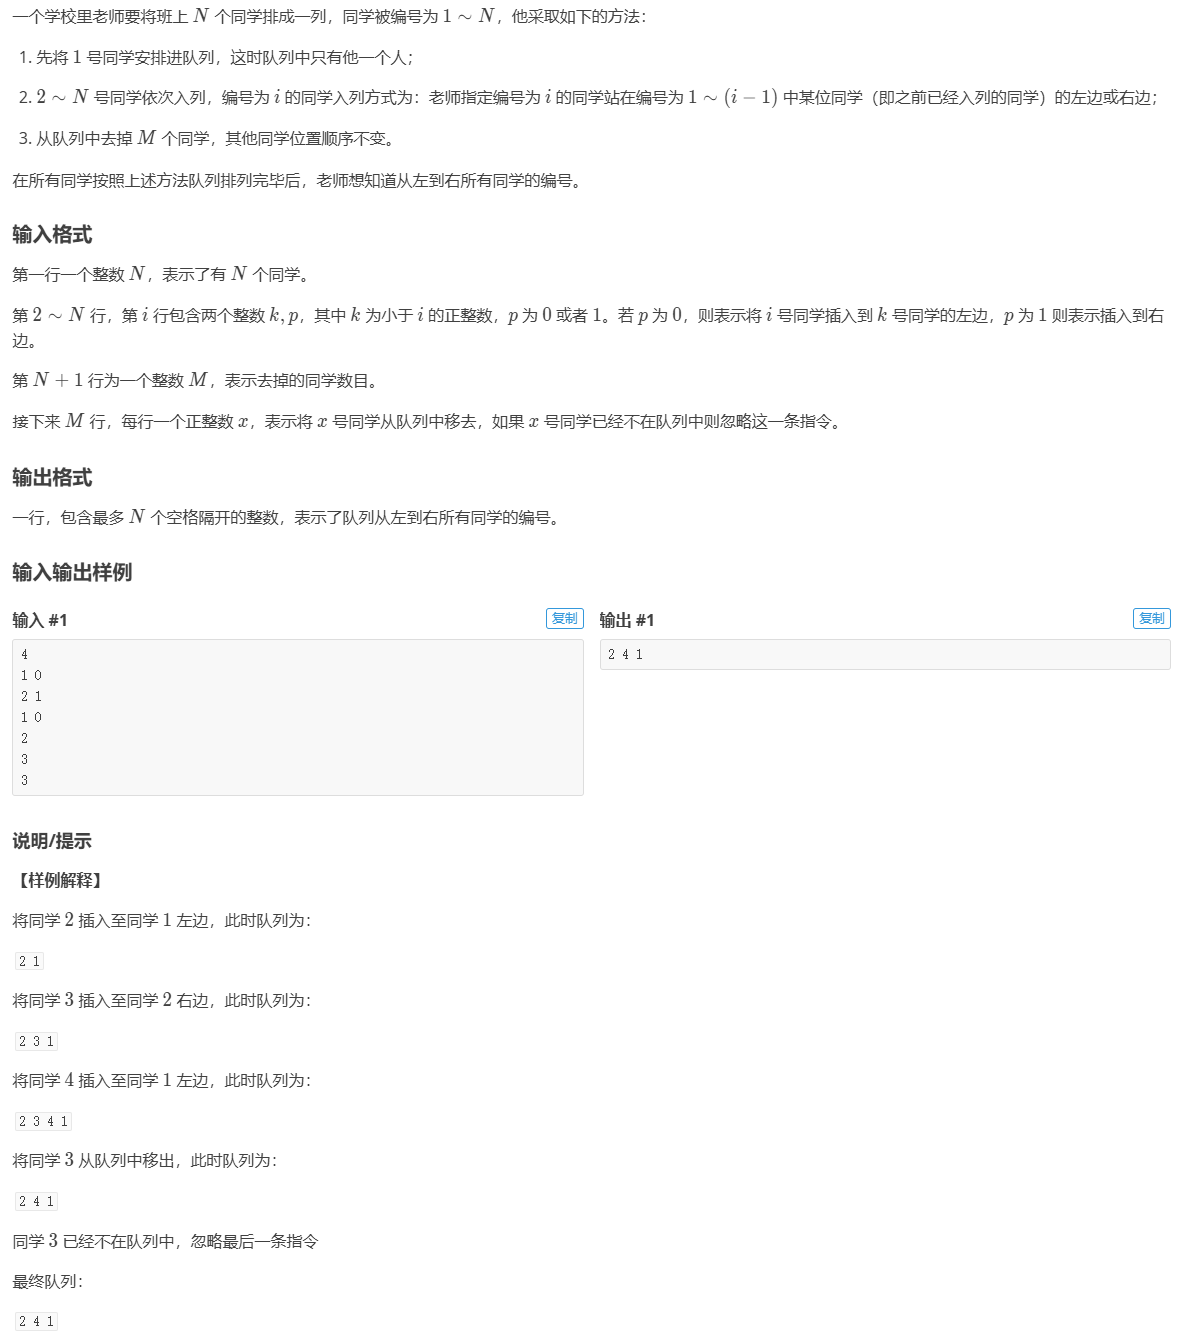 一个学校里老师要将班上 N 个同学排成一列，同学被编号为 1 ∼ N，他采取如下的方法：
1. 先将 1 号同学安排进队列，这时队列中只有他一个人；
2. 2 ∼ N 号同学依次入列，编号为 i 的同学入列方式为：老师指定编号为 i 的同学站在编号为 1 ∼ (i − 1) 中某位同学（即之前已经入列的同学）的左边或右边；
3. 从队列中去掉 M 个同学，其他同学位置顺序不变。
在所有同学按照上述方法队列排列完毕后，老师想知道从左到右所有同学的编号。
输入格式
第一行一个整数 N，表示了有 N 个同学。
第 2 ∼ N 行，第 i 行包含两个整数 k, p，其中 k 为小于 i 的正整数，p 为 0 或者 1。若 p 为 0，则表示将 i 号同学插入到 k 号同学的左边，p 为 1 则表示插入到右
边。
第 N + 1 行为一个整数 M，表示去掉的同学数目。
接下来 M 行，每行一个正整数 x，表示将 x 号同学从队列中移去，如果 x 号同学已经不在队列中则忽略这一条指令。
输出格式
一行，包含最多 N 个空格隔开的整数，表示了队列从左到右所有同学的编号。
输入输出样例
输入 #1 复制
4
1 0
2 1
1 0
2
3
3
输出 #1 复制
2 4 1
说明/提示
【样例解释】
将同学 2 插入至同学 1 左边，此时队列为：
2 1
将同学 3 插入至同学 2 右边，此时队列为：
2 3 1
将同学 4 插入至同学 1 左边，此时队列为：
2 3 4 1
将同学 3 从队列中移出，此时队列为：
2 4 1
同学 3 已经不在队列中，忽略最后一条指令
最终队列：
2 4 1